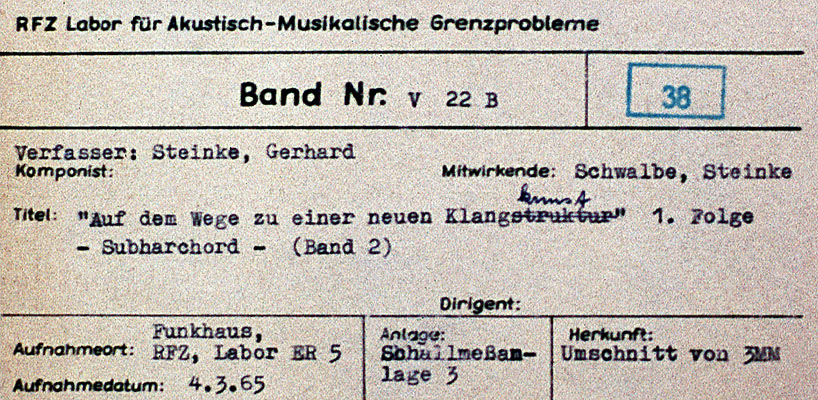 RFZ Labor für Akustisch-Musikalische Grenzprobleme
Band Nr. V 22 B
38
Verfasser: Steinke, Gerhard
Komponist:
Mitwirkende: Schwalbe, Steinke
kunst
Titel: "Auf dem Wege zu einer neuen Klangstruktur" 1. Folge
- Subharchord - (Band 2)
Dirigent:
Aufnahmeort: Funkhaus, RFZ, Labor ER 5
Aufnahmedatum: 4.3.65
Anlage:
Schallmeßan-
lage 3
Herkunft:
Umschnitt von 3MN